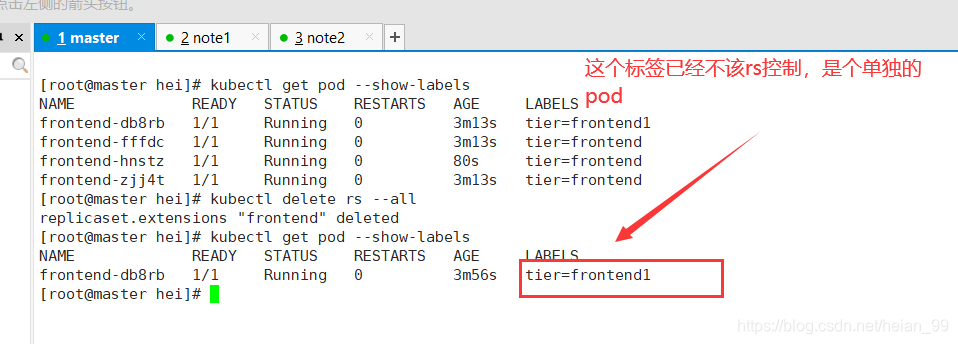 点击左侧的箭头按钮。
1 master
2 note1
3 note2
[root@master hei]# kubectl get pod --show-labels
这个标签已经不该rs控制，是个单独的
pod
NAME READY STATUS RESTARTS AGE LABELS
frontend-db8rb 1/1 Running 0 3m13s tier=frontend1
frontend-fffdc 1/1 Running 0 3m13s tier=frontend
frontend-hnstz 1/1 Running 0 80s tier=frontend
frontend-zjj4t 1/1 Running 0 3m13s tier=frontend
[root@master hei]# kubectl delete rs --all
replicaset.extensions "frontend" deleted
[root@master hei]# kubectl get pod --show-labels
NAME READY STATUS RESTARTS AGE LABELS
frontend-db8rb 1/1 Running 0 3m56s tier=frontend1
[root@master hei]#
https://blog.csdn.net/heian_99